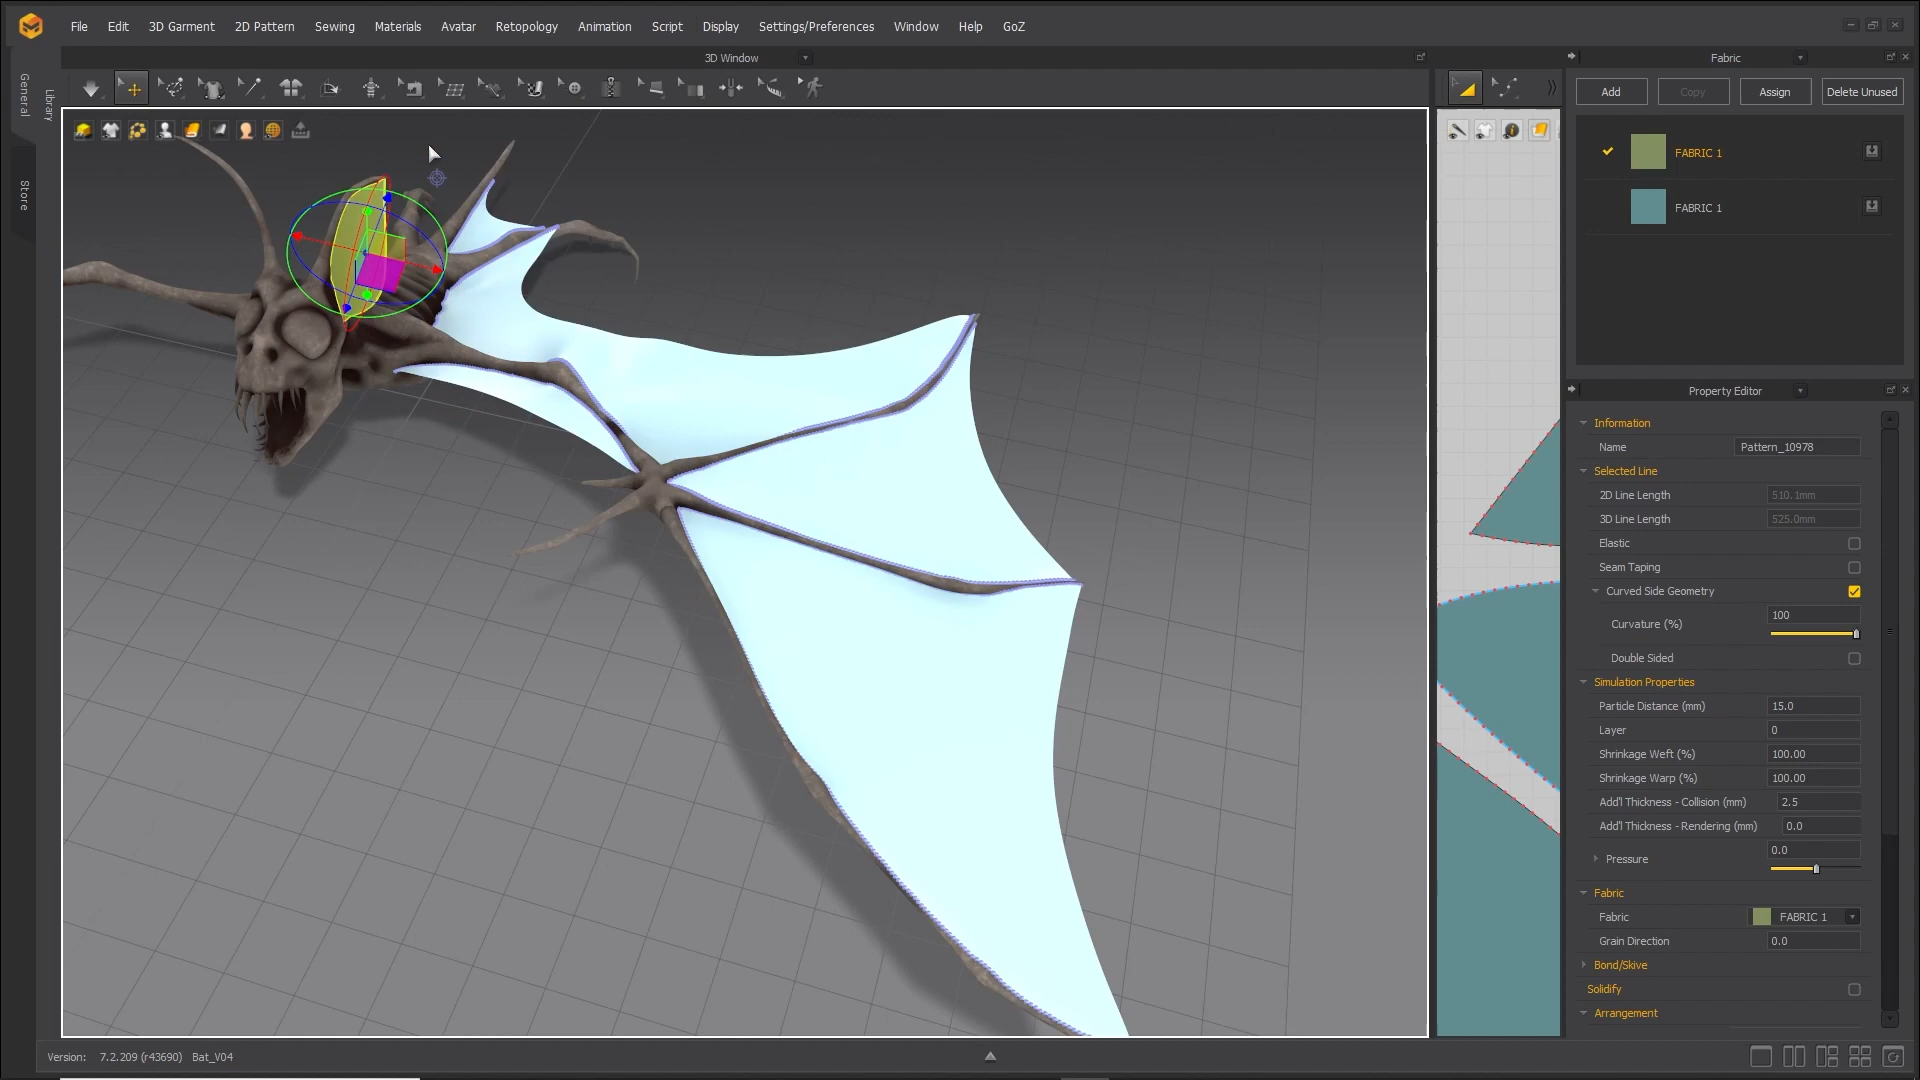 File Edit 3D Garment 2D Pattern Sewing Materials Avatar Retopology Animation Script Display Settings/Preferences Window Help GoZ
3D Window
Fabric
General
Library
Store
Add Copy Assign Delete Unused
FABRIC 1
FABRIC 1
Property Editor
Information
Name Pattern_10978
Selected Line
2D Line Length 510.1mm
3D Line Length 525.0mm
Elastic
Seam Taping
Curved Side Geometry
Curvature (%) 100
Double Sided
Simulation Properties
Particle Distance (mm) 15.0
Layer 0
Shrinkage Weft (%) 100.00
Shrinkage Warp (%) 100.00
Add'l Thickness - Collision (mm) 2.5
Add'l Thickness - Rendering (mm) 0.0
Pressure 0.0
Fabric
Fabric FABRIC 1
Grain Direction 0.0
Bond/Skive
Solidify
Arrangement
Version: 7.2.209 (r43690) Bat_V04